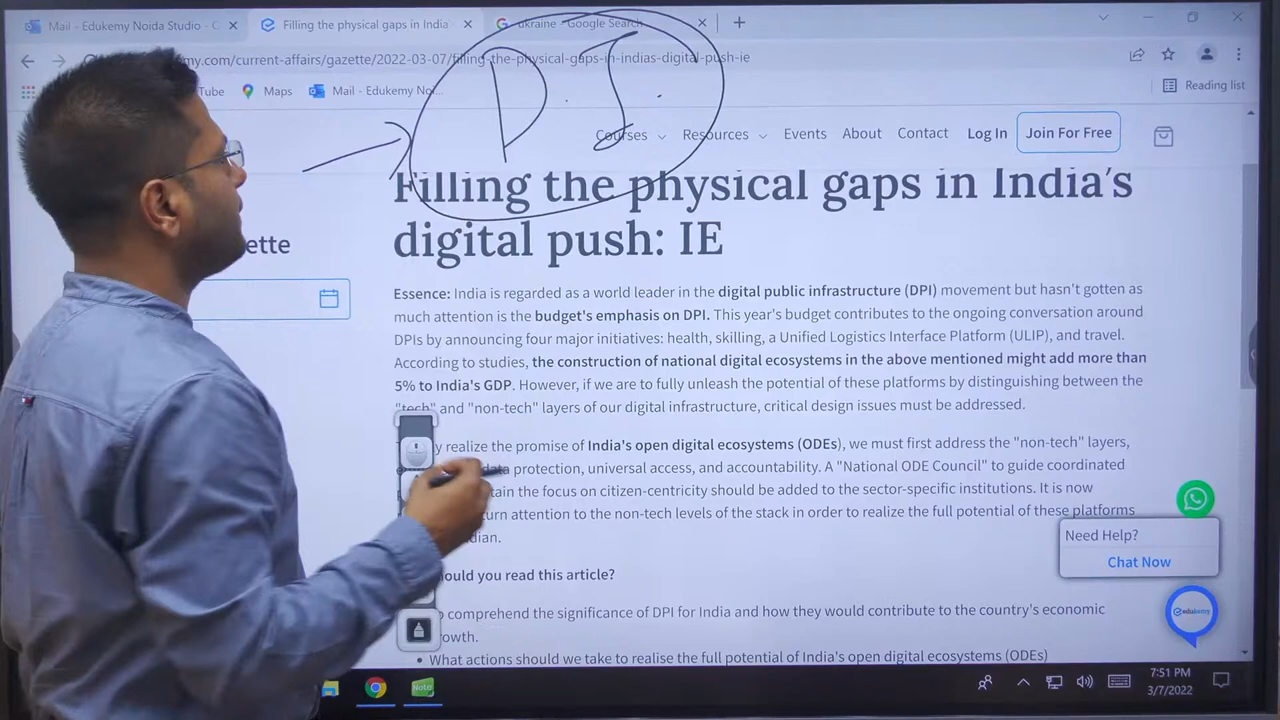 Mail - Edukemy Noida Studio - C
Filling the physical gaps in India
ukraine - Google Search
my.com/current-affairs/gazette/2022-03-07/filling-the-physical-gaps-in-indias-digital-push-ie
Tube
Maps
Mail - Edukemy No...
Reading list
D. I.
Courses
Resources
Events
About
Contact
Log In
Join For Free
Filling the physical gaps in India's
digital push: IE
ette
Essence: India is regarded as a world leader in the digital public infrastructure (DPI) movement but hasn't gotten as
much attention is the budget's emphasis on DPI. This year's budget contributes to the ongoing conversation around
DPIs by announcing four major initiatives: health, skilling, a Unified Logistics Interface Platform (ULIP), and travel.
According to studies, the construction of national digital ecosystems in the above mentioned might add more than
5% to India's GDP. However, if we are to fully unleash the potential of these platforms by distinguishing between the
"tech" and "non-tech" layers of our digital infrastructure, critical design issues must be addressed.
y realize the promise of India's open digital ecosystems (ODEs), we must first address the "non-tech" layers,
data protection, universal access, and accountability. A "National ODE Council" to guide coordinated
tain the focus on citizen-centricity should be added to the sector-specific institutions. It is now
urn attention to the non-tech levels of the stack in order to realize the full potential of these platforms
dian.
ould you read this article?
o comprehend the significance of DPI for India and how they would contribute to the country's economic
rowth.
• What actions should we take to realise the full potential of India's open digital ecosystems (ODEs)
Need Help?
Chat Now
edukemy
Note
7:51 PM
3/7/2022